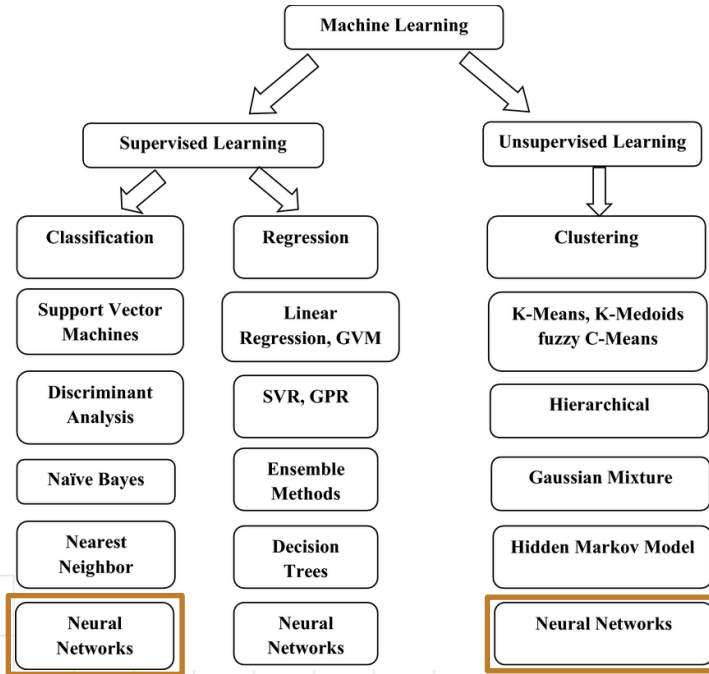 Machine Learning
Supervised Learning
Unsupervised Learning
Classification
Regression
Clustering
Support Vector
Machines
Linear
Regression, GVM
K-Means, K-Medoids
fuzzy C-Means
Discriminant
Analysis
SVR, GPR
Hierarchical
Naïve Bayes
Ensemble
Methods
Gaussian Mixture
Nearest
Neighbor
Decision
Trees
Hidden Markov Model
Neural
Networks
Neural
Networks
Neural Networks